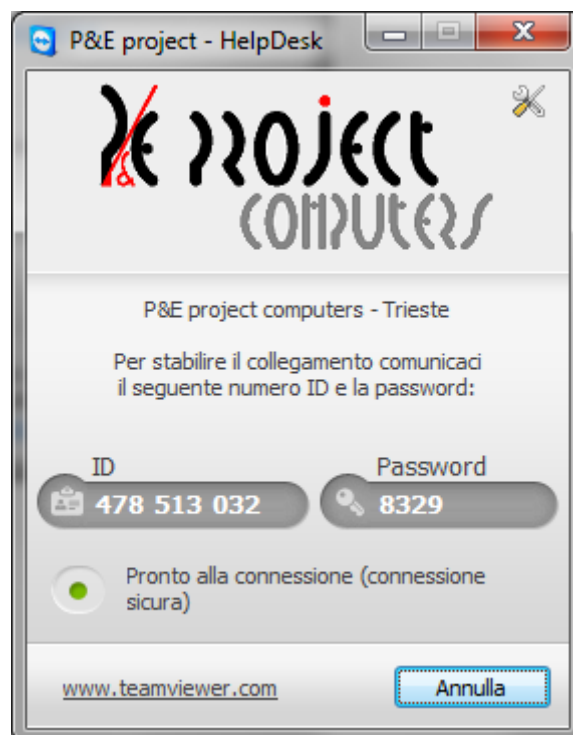 P&E project - HelpDesk
P&E PROJECT
COMPUTERS
P&E project computers - Trieste
Per stabilire il collegamento comunicaci
il seguente numero ID e la password:
ID
Password
478 513 032
8329
Pronto alla connessione (connessione
sicura)
www.teamviewer.com
Annulla